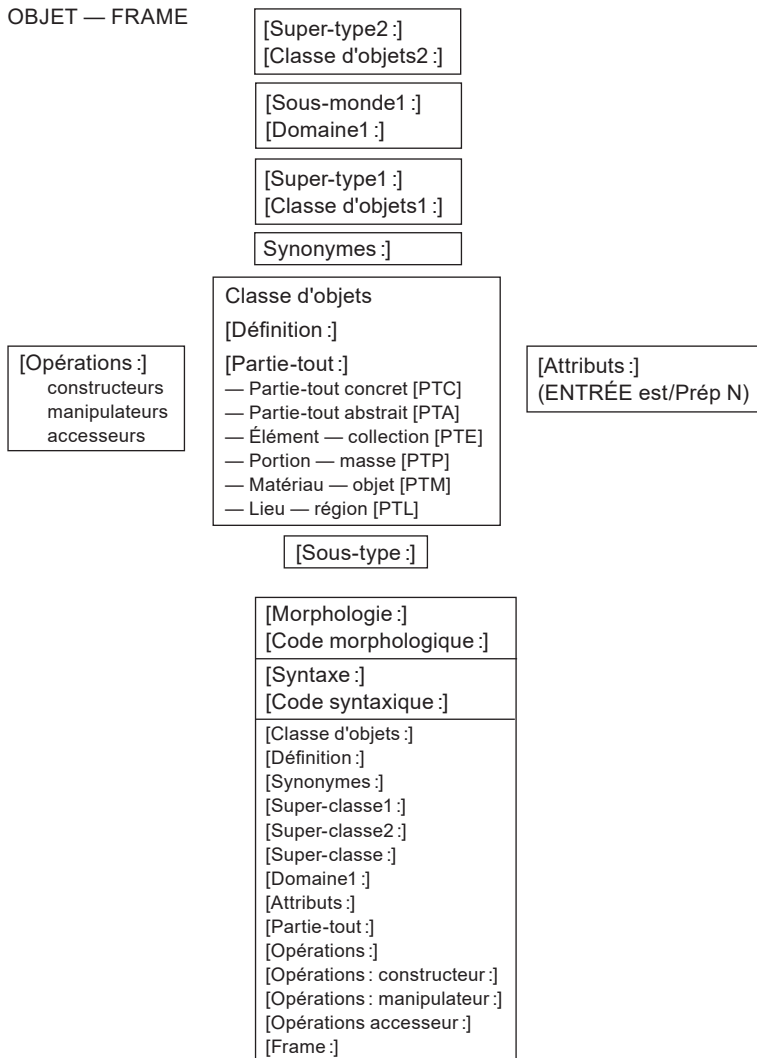 OBJET — FRAME
[Super-type2 :]
[Classe d'objets2 :]
[Sous-monde1 :]
[Domaine1 :]
[Super-type1 :]
[Classe d'objets1 :]
Synonymes :]
Classe d'objets
[Définition :]
[Partie-tout :]
— Partie-tout concret [PTC]
— Partie-tout abstrait [PTA]
— Élément — collection [PTE]
— Portion — masse [PTP]
— Matériau — objet [PTM]
— Lieu — région [PTL]
[Opérations :]
constructeurs
manipulateurs
accesseurs
[Attributs :]
(ENTRÉE est/Prép N)
[Sous-type :]
[Morphologie :]
[Code morphologique :]
[Syntaxe :]
[Code syntaxique :]
[Classe d'objets :]
[Définition :]
[Synonymes :]
[Super-classe1 :]
[Super-classe2 :]
[Super-classe :]
[Domaine1 :]
[Attributs :]
[Partie-tout :]
[Opérations :]
[Opérations : constructeur :]
[Opérations : manipulateur :]
[Opérations accesseur :]
[Frame :]